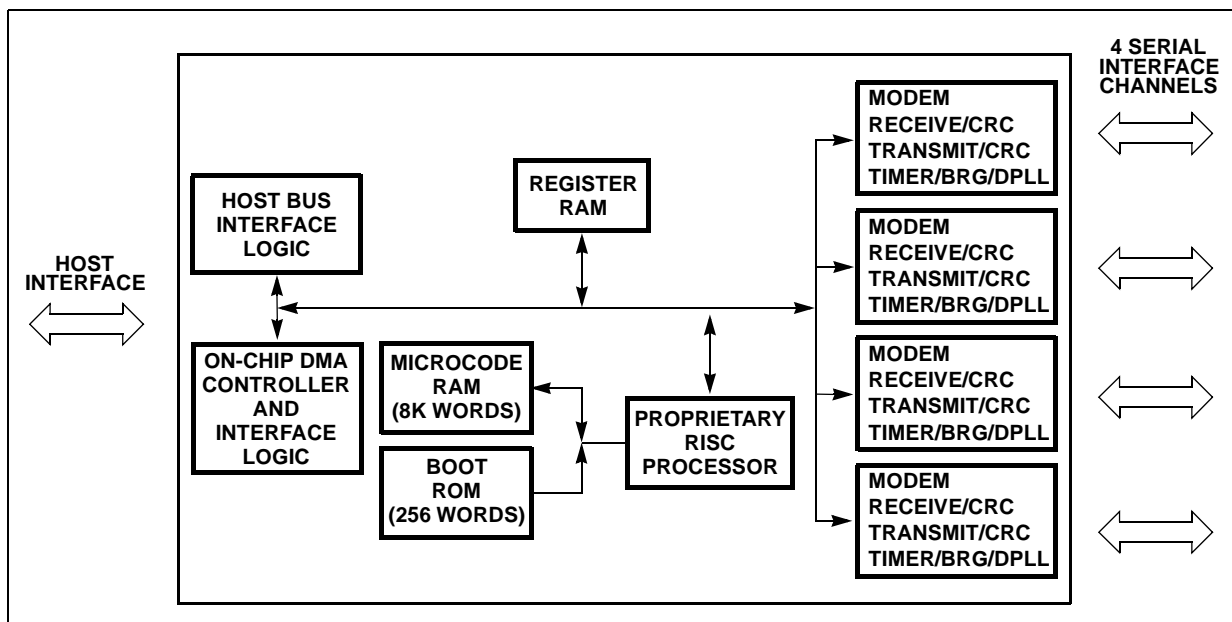 4 SERIAL
INTERFACE
CHANNELS
HOST
INTERFACE
HOST BUS
INTERFACE
LOGIC
ON-CHIP DMA
CONTROLLER
AND
INTERFACE
LOGIC
REGISTER
RAM
MICROCODE
RAM
(8K WORDS)
BOOT
ROM
(256 WORDS)
PROPRIETARY
RISC
PROCESSOR
MODEM
RECEIVE/CRC
TRANSMIT/CRC
TIMER/BRG/DPLL
MODEM
RECEIVE/CRC
TRANSMIT/CRC
TIMER/BRG/DPLL
MODEM
RECEIVE/CRC
TRANSMIT/CRC
TIMER/BRG/DPLL
MODEM
RECEIVE/CRC
TRANSMIT/CRC
TIMER/BRG/DPLL